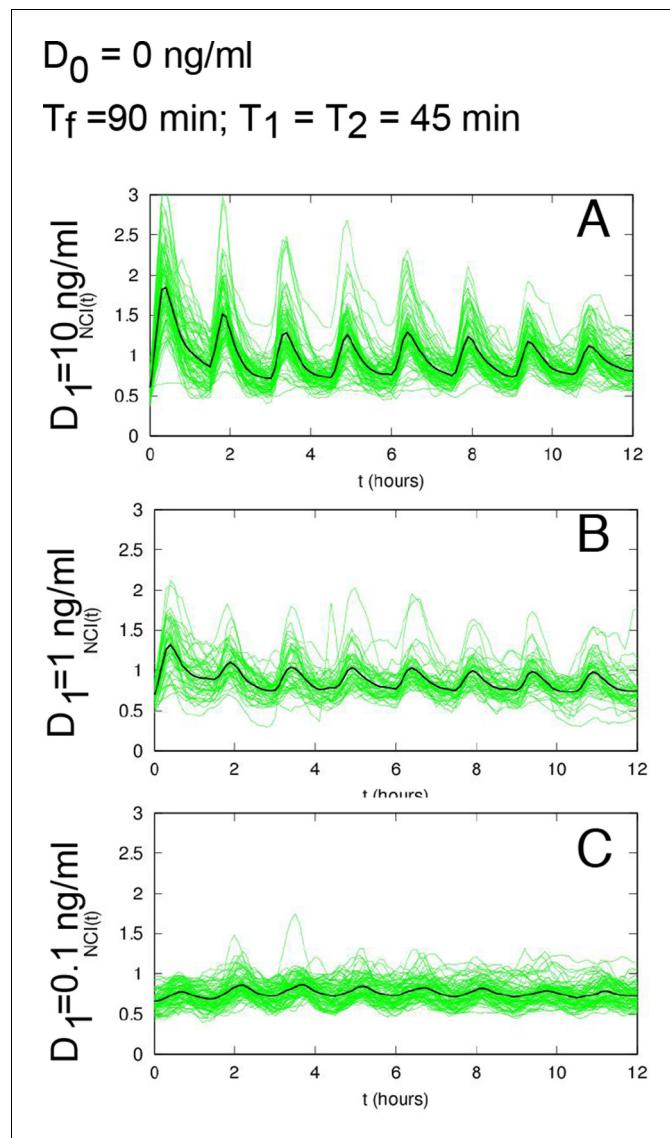 D0 = 0 ng/ml
Tf =90 min; T1 = T2 = 45 min
A
D1=10 ng/ml
NCI(t)
3
2.5
2
1.5
1
0.5
0
0 2 4 6 8 10 12
t (hours)
B
D1=1 ng/ml
NCI(t)
3
2.5
2
1.5
1
0.5
0
0 2 4 6 8 10 12
t (hours)
C
D1=0.1 ng/ml
NCI(t)
3
2.5
2
1.5
1
0.5
0
0 2 4 6 8 10 12
t (hours)